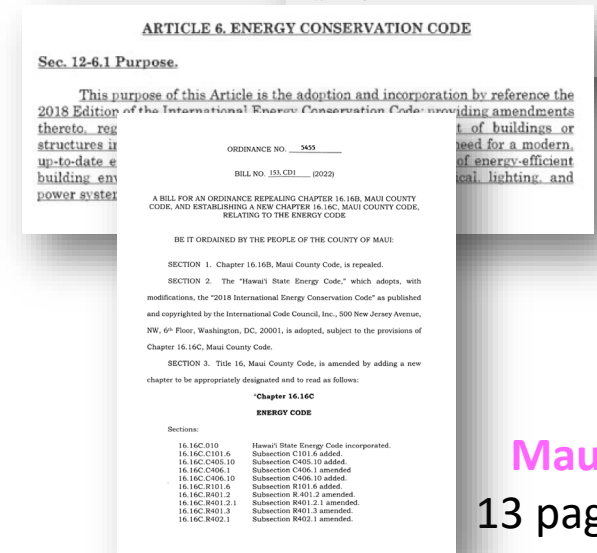 ARTICLE 6. ENERGY CONSERVATION CODE
Sec. 12-6.1 Purpose.
This purpose of this Article is the adoption and incorporation by reference the
2018 Edition of the International Energy Conservation Code; providing amendments
thereto, reg t of buildings or
structures in need for a modern,
up-to-date e of energy-efficient
building env ical, lighting, and
power system
ORDINANCE NO. 5455
BILL NO. 153, CD1 (2022)
A BILL FOR AN ORDINANCE REPEALING CHAPTER 16.16B, MAUI COUNTY
CODE, AND ESTABLISHING A NEW CHAPTER 16.16C, MAUI COUNTY CODE,
RELATING TO THE ENERGY CODE
BE IT ORDAINED BY THE PEOPLE OF THE COUNTY OF MAUI:
SECTION 1. Chapter 16.16B, Maui County Code, is repealed.
SECTION 2. The "Hawai'i State Energy Code," which adopts, with
modifications, the "2018 International Energy Conservation Code" as published
and copyrighted by the International Code Council, Inc., 500 New Jersey Avenue,
NW, 6th Floor, Washington, DC, 20001, is adopted, subject to the provisions of
Chapter 16.16C, Maui County Code.
SECTION 3. Title 16, Maui County Code, is amended by adding a new
chapter to be appropriately designated and to read as follows:
"Chapter 16.16C
ENERGY CODE
Sections:
16.16C.010 Hawai'i State Energy Code incorporated.
16.16C.C101.6 Subsection C101.6 added.
16.16C.C405.10 Subsection C405.10 added.
16.16C.C406.1 Subsection C406.1 amended
16.16C.C406.10 Subsection C406.10 added.
16.16C.R101.6 Subsection R101.6 added.
16.16C.R401.2 Subsection R.401.2 amended.
16.16C.R401.2.1 Subsection R401.2.1 amended.
16.16C.R401.3 Subsection R401.3 amended.
16.16C.R402.1 Subsection R402.1 amended.
Mau
13 pag